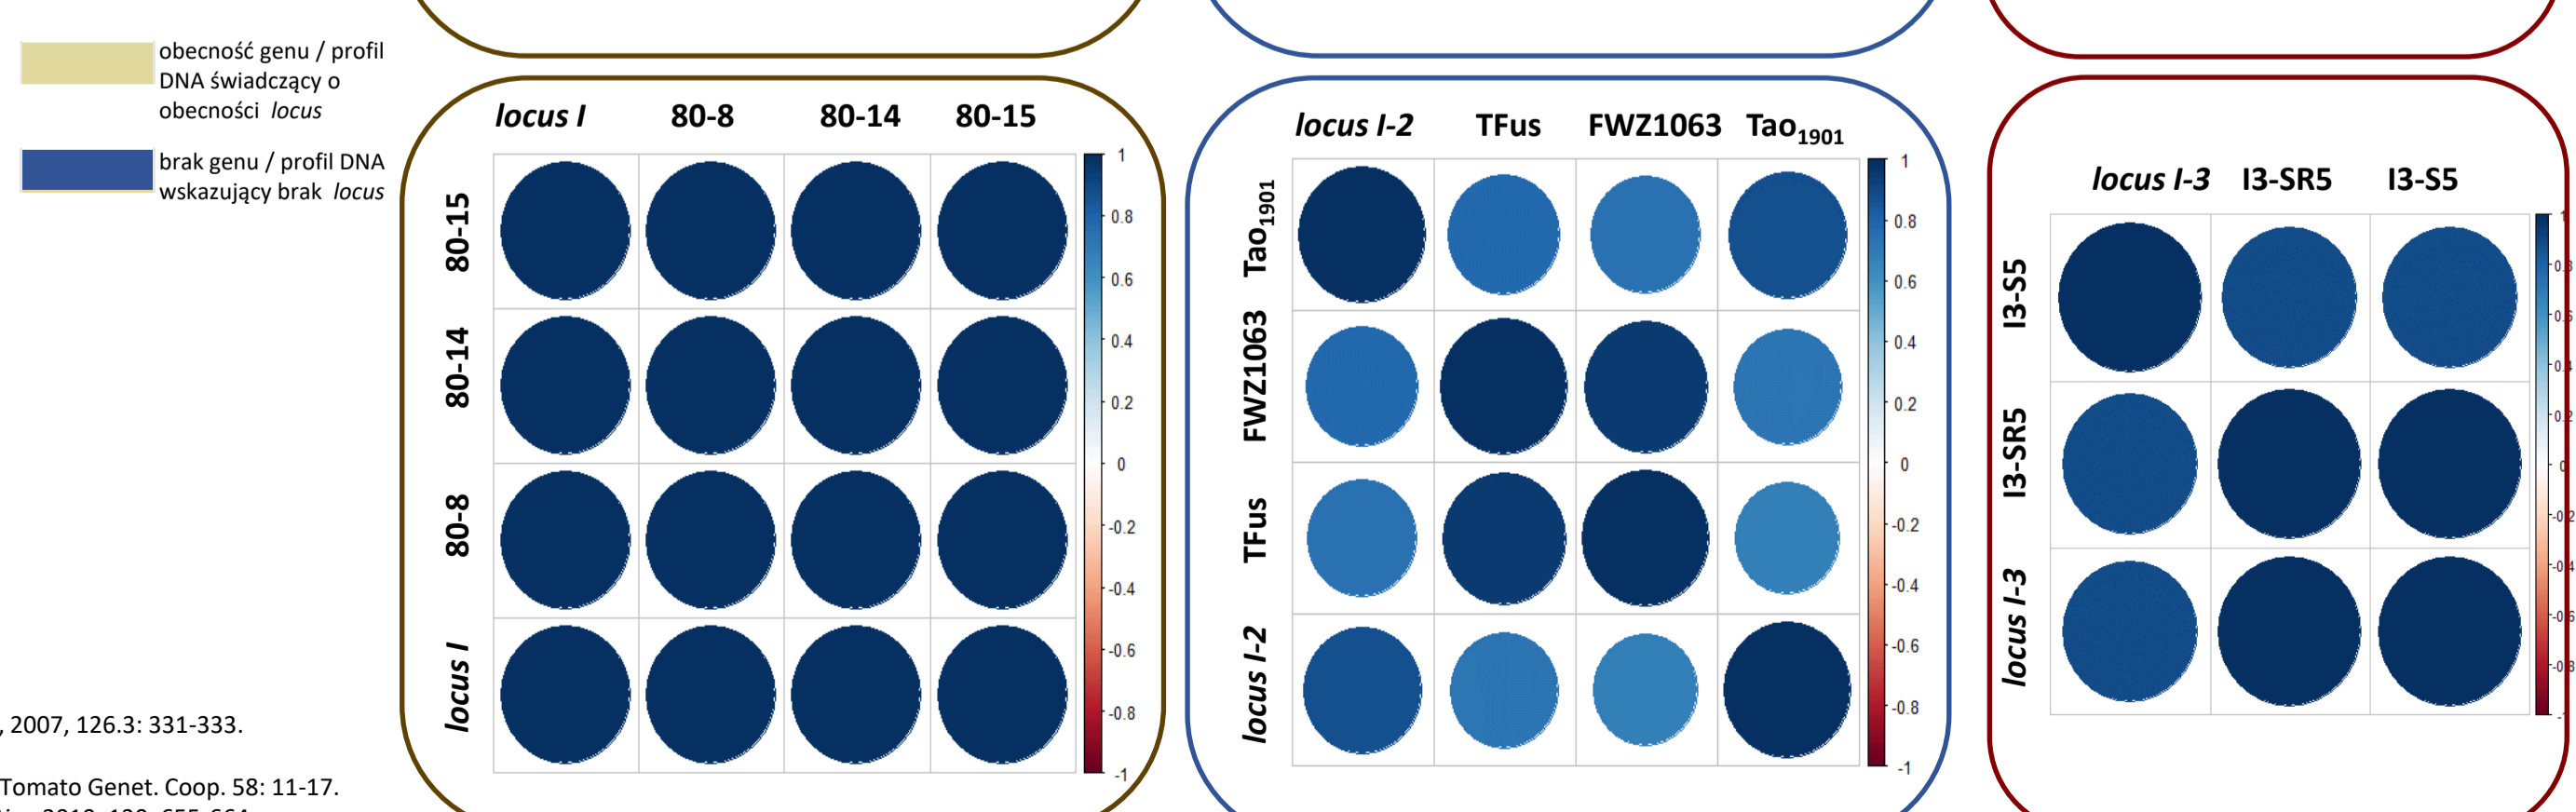 obecność genu / profil
DNA świadczący o
obecności locus
brak genu / profil DNA
wskazujący brak locus
, 2007, 126.3: 331-333.
Tomato Genet. Coop. 58: 11-17.
locus I 80-8 80-14 80-15
80-15
80-14
80-8
locus I
1
0.8
0.6
0.4
0.2
0
-0.2
-0.4
-0.6
-0.8
-1
locus I-2 TFus FWZ1063 Tao1901
Tao1901
FWZ1063
TFus
locus I-2
1
0.8
0.6
0.4
0.2
0
-0.2
-0.4
-0.6
-0.8
-1
locus I-3 I3-SR5 I3-S5
I3-S5
I3-SR5
locus I-3